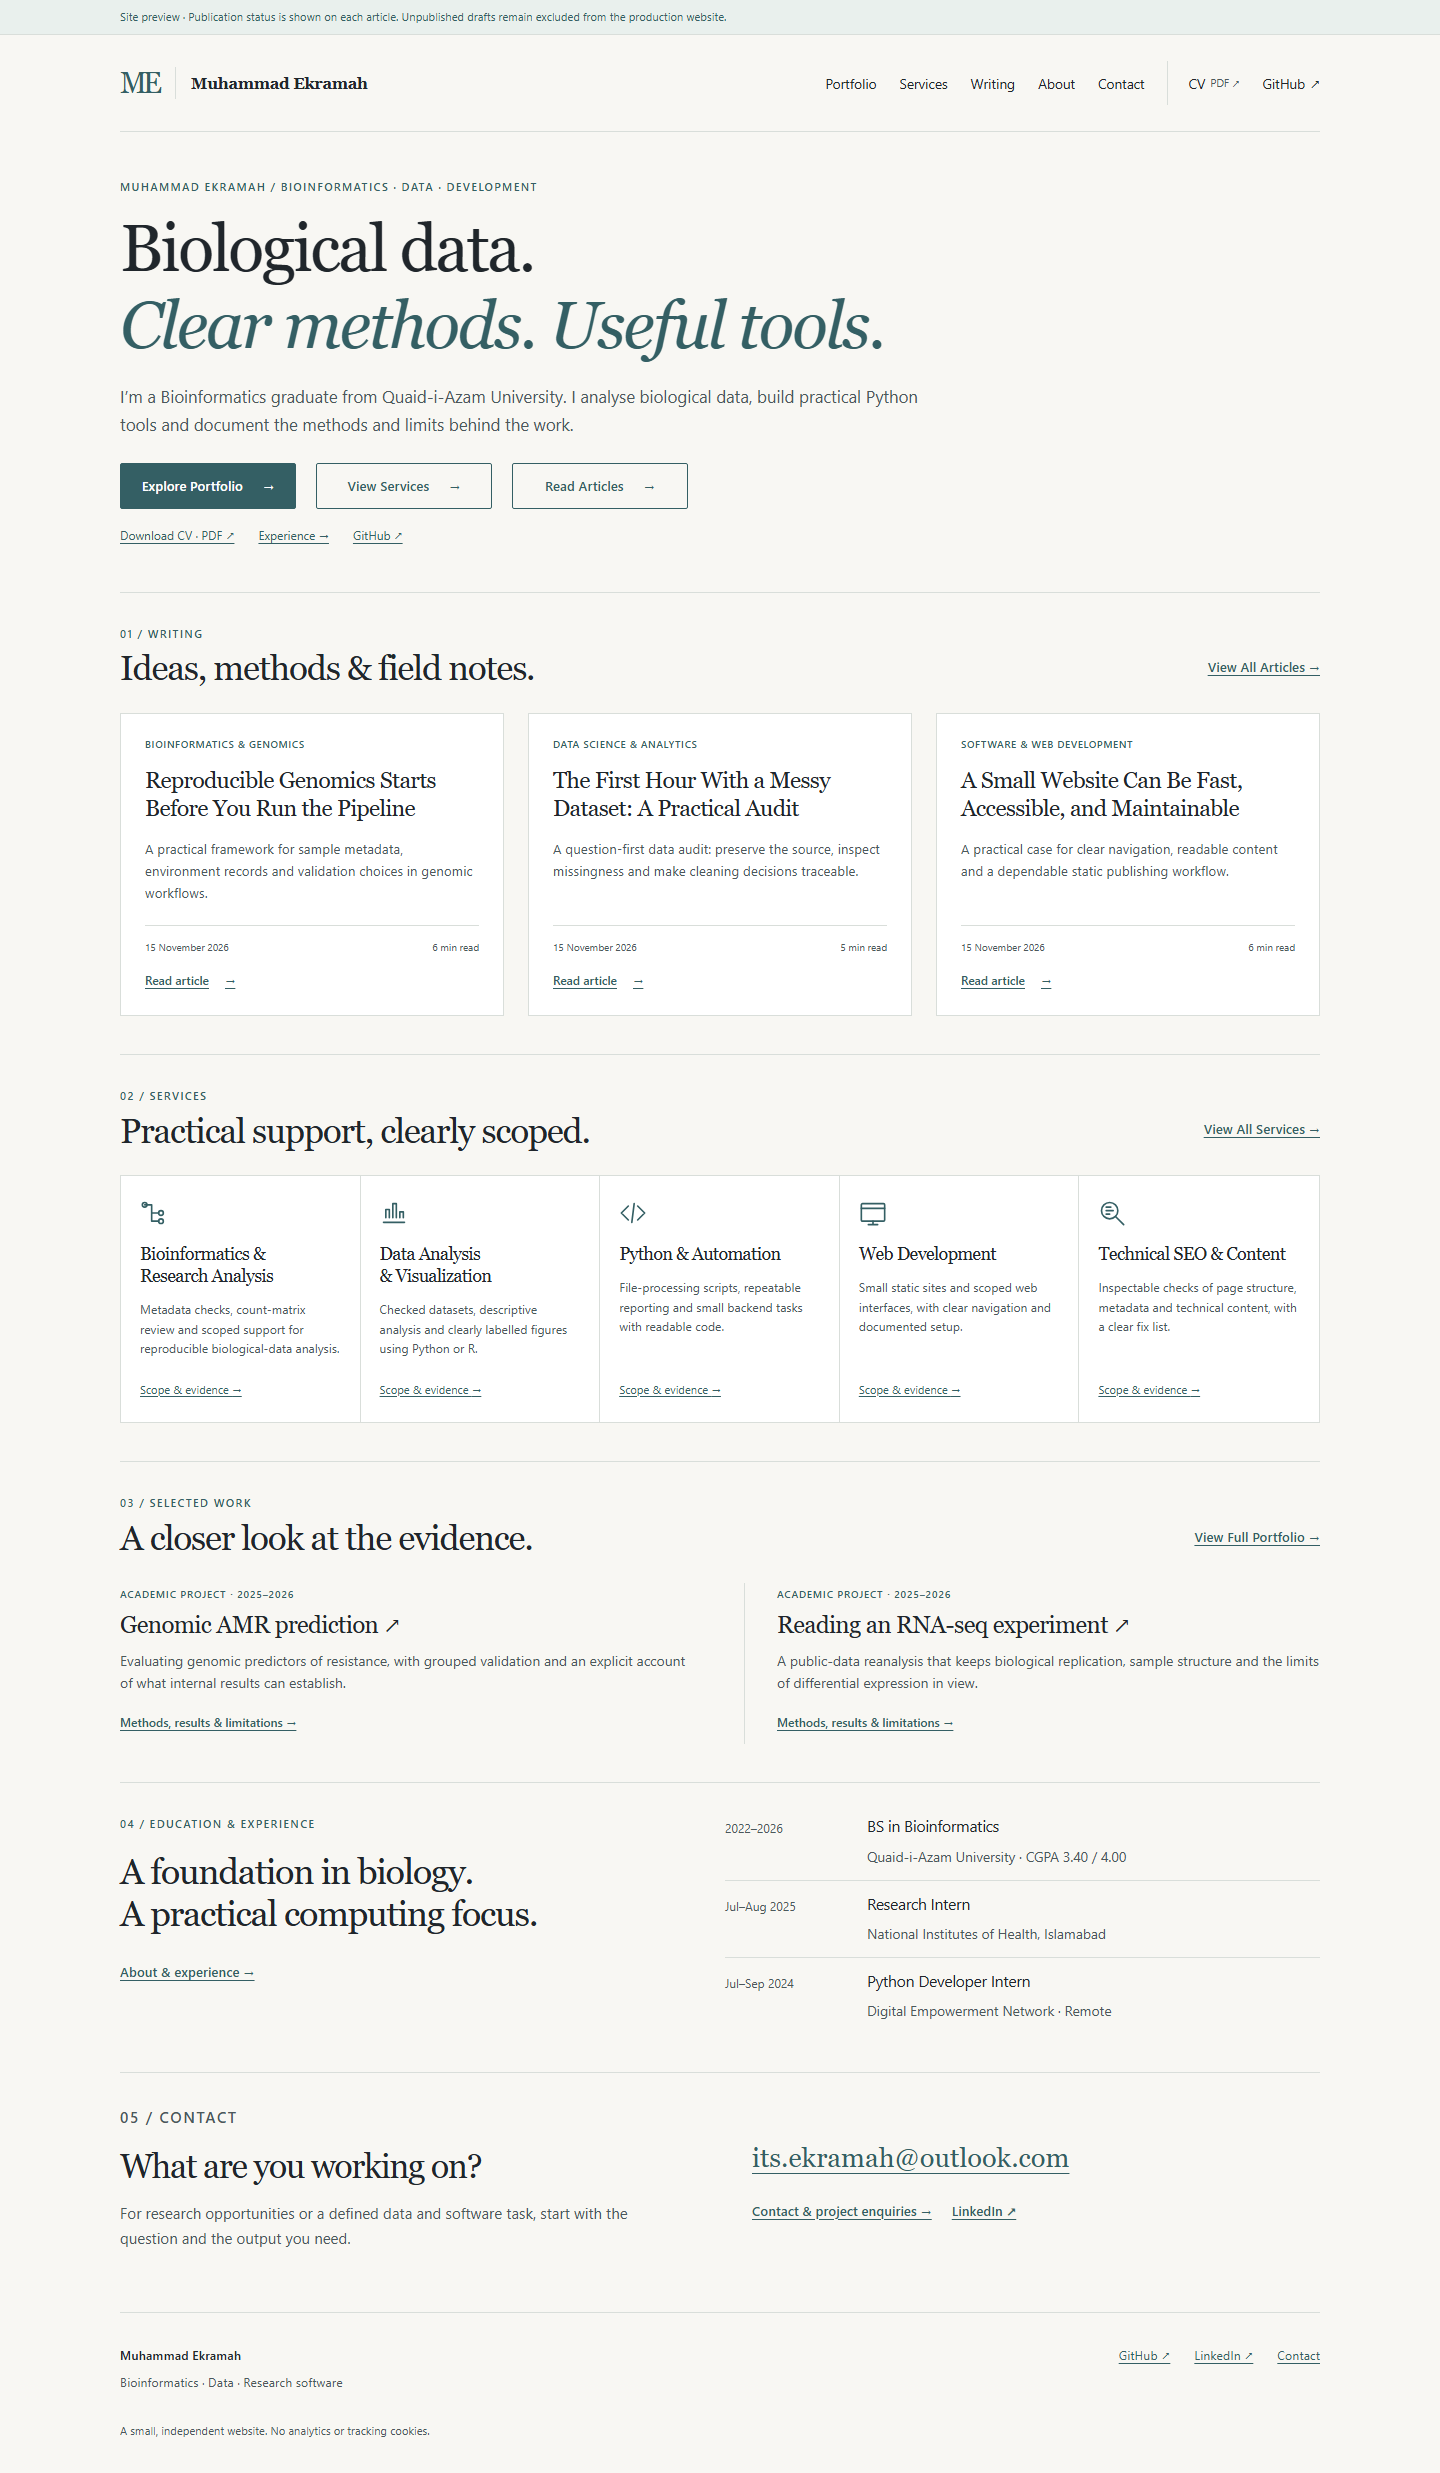 Site preview · Publication status is shown on each article. Unpublished drafts remain excluded from the production website.
ME
Muhammad Ekramah
Portfolio
Services
Writing
About
Contact
CV PDF ↗
GitHub ↗
MUHAMMAD EKRAMAH / BIOINFORMATICS · DATA · DEVELOPMENT
Biological data.
Clear methods. Useful tools.
I’m a Bioinformatics graduate from Quaid-i-Azam University. I analyse biological data, build practical Python
tools and document the methods and limits behind the work.
Explore Portfolio →
View Services →
Read Articles →
Download CV · PDF ↗
Experience →
GitHub ↗
01 / WRITING
Ideas, methods & field notes.
View All Articles →
BIOINFORMATICS & GENOMICS
Reproducible Genomics Starts
Before You Run the Pipeline
A practical framework for sample metadata,
environment records and validation choices in genomic
workflows.
15 November 2026
6 min read
Read article →
DATA SCIENCE & ANALYTICS
The First Hour With a Messy
Dataset: A Practical Audit
A question-first data audit: preserve the source, inspect
missingness and make cleaning decisions traceable.
15 November 2026
5 min read
Read article →
SOFTWARE & WEB DEVELOPMENT
A Small Website Can Be Fast,
Accessible, and Maintainable
A practical case for clear navigation, readable content
and a dependable static publishing workflow.
15 November 2026
6 min read
Read article →
02 / SERVICES
Practical support, clearly scoped.
View All Services →
Bioinformatics &
Research Analysis
Metadata checks, count-matrix
review and scoped support for
reproducible biological-data analysis.
Scope & evidence →
Data Analysis
& Visualization
Checked datasets, descriptive
analysis and clearly labelled figures
using Python or R.
Scope & evidence →
Python & Automation
File-processing scripts, repeatable
reporting and small backend tasks
with readable code.
Scope & evidence →
Web Development
Small static sites and scoped web
interfaces, with clear navigation and
documented setup.
Scope & evidence →
Technical SEO & Content
Inspectable checks of page structure,
metadata and technical content, with
a clear fix list.
Scope & evidence →
03 / SELECTED WORK
A closer look at the evidence.
View Full Portfolio →
ACADEMIC PROJECT · 2025–2026
Genomic AMR prediction ↗
Evaluating genomic predictors of resistance, with grouped validation and an explicit account
of what internal results can establish.
Methods, results & limitations →
ACADEMIC PROJECT · 2025–2026
Reading an RNA-seq experiment ↗
A public-data reanalysis that keeps biological replication, sample structure and the limits
of differential expression in view.
Methods, results & limitations →
04 / EDUCATION & EXPERIENCE
A foundation in biology.
A practical computing focus.
About & experience →
2022–2026
BS in Bioinformatics
Quaid-i-Azam University · CGPA 3.40 / 4.00
Jul–Aug 2025
Research Intern
National Institutes of Health, Islamabad
Jul–Sep 2024
Python Developer Intern
Digital Empowerment Network · Remote
05 / CONTACT
What are you working on?
For research opportunities or a defined data and software task, start with the
question and the output you need.
its.ekramah@outlook.com
Contact & project enquiries →
LinkedIn ↗
Muhammad Ekramah
Bioinformatics · Data · Research software
GitHub ↗
LinkedIn ↗
Contact
A small, independent website. No analytics or tracking cookies.